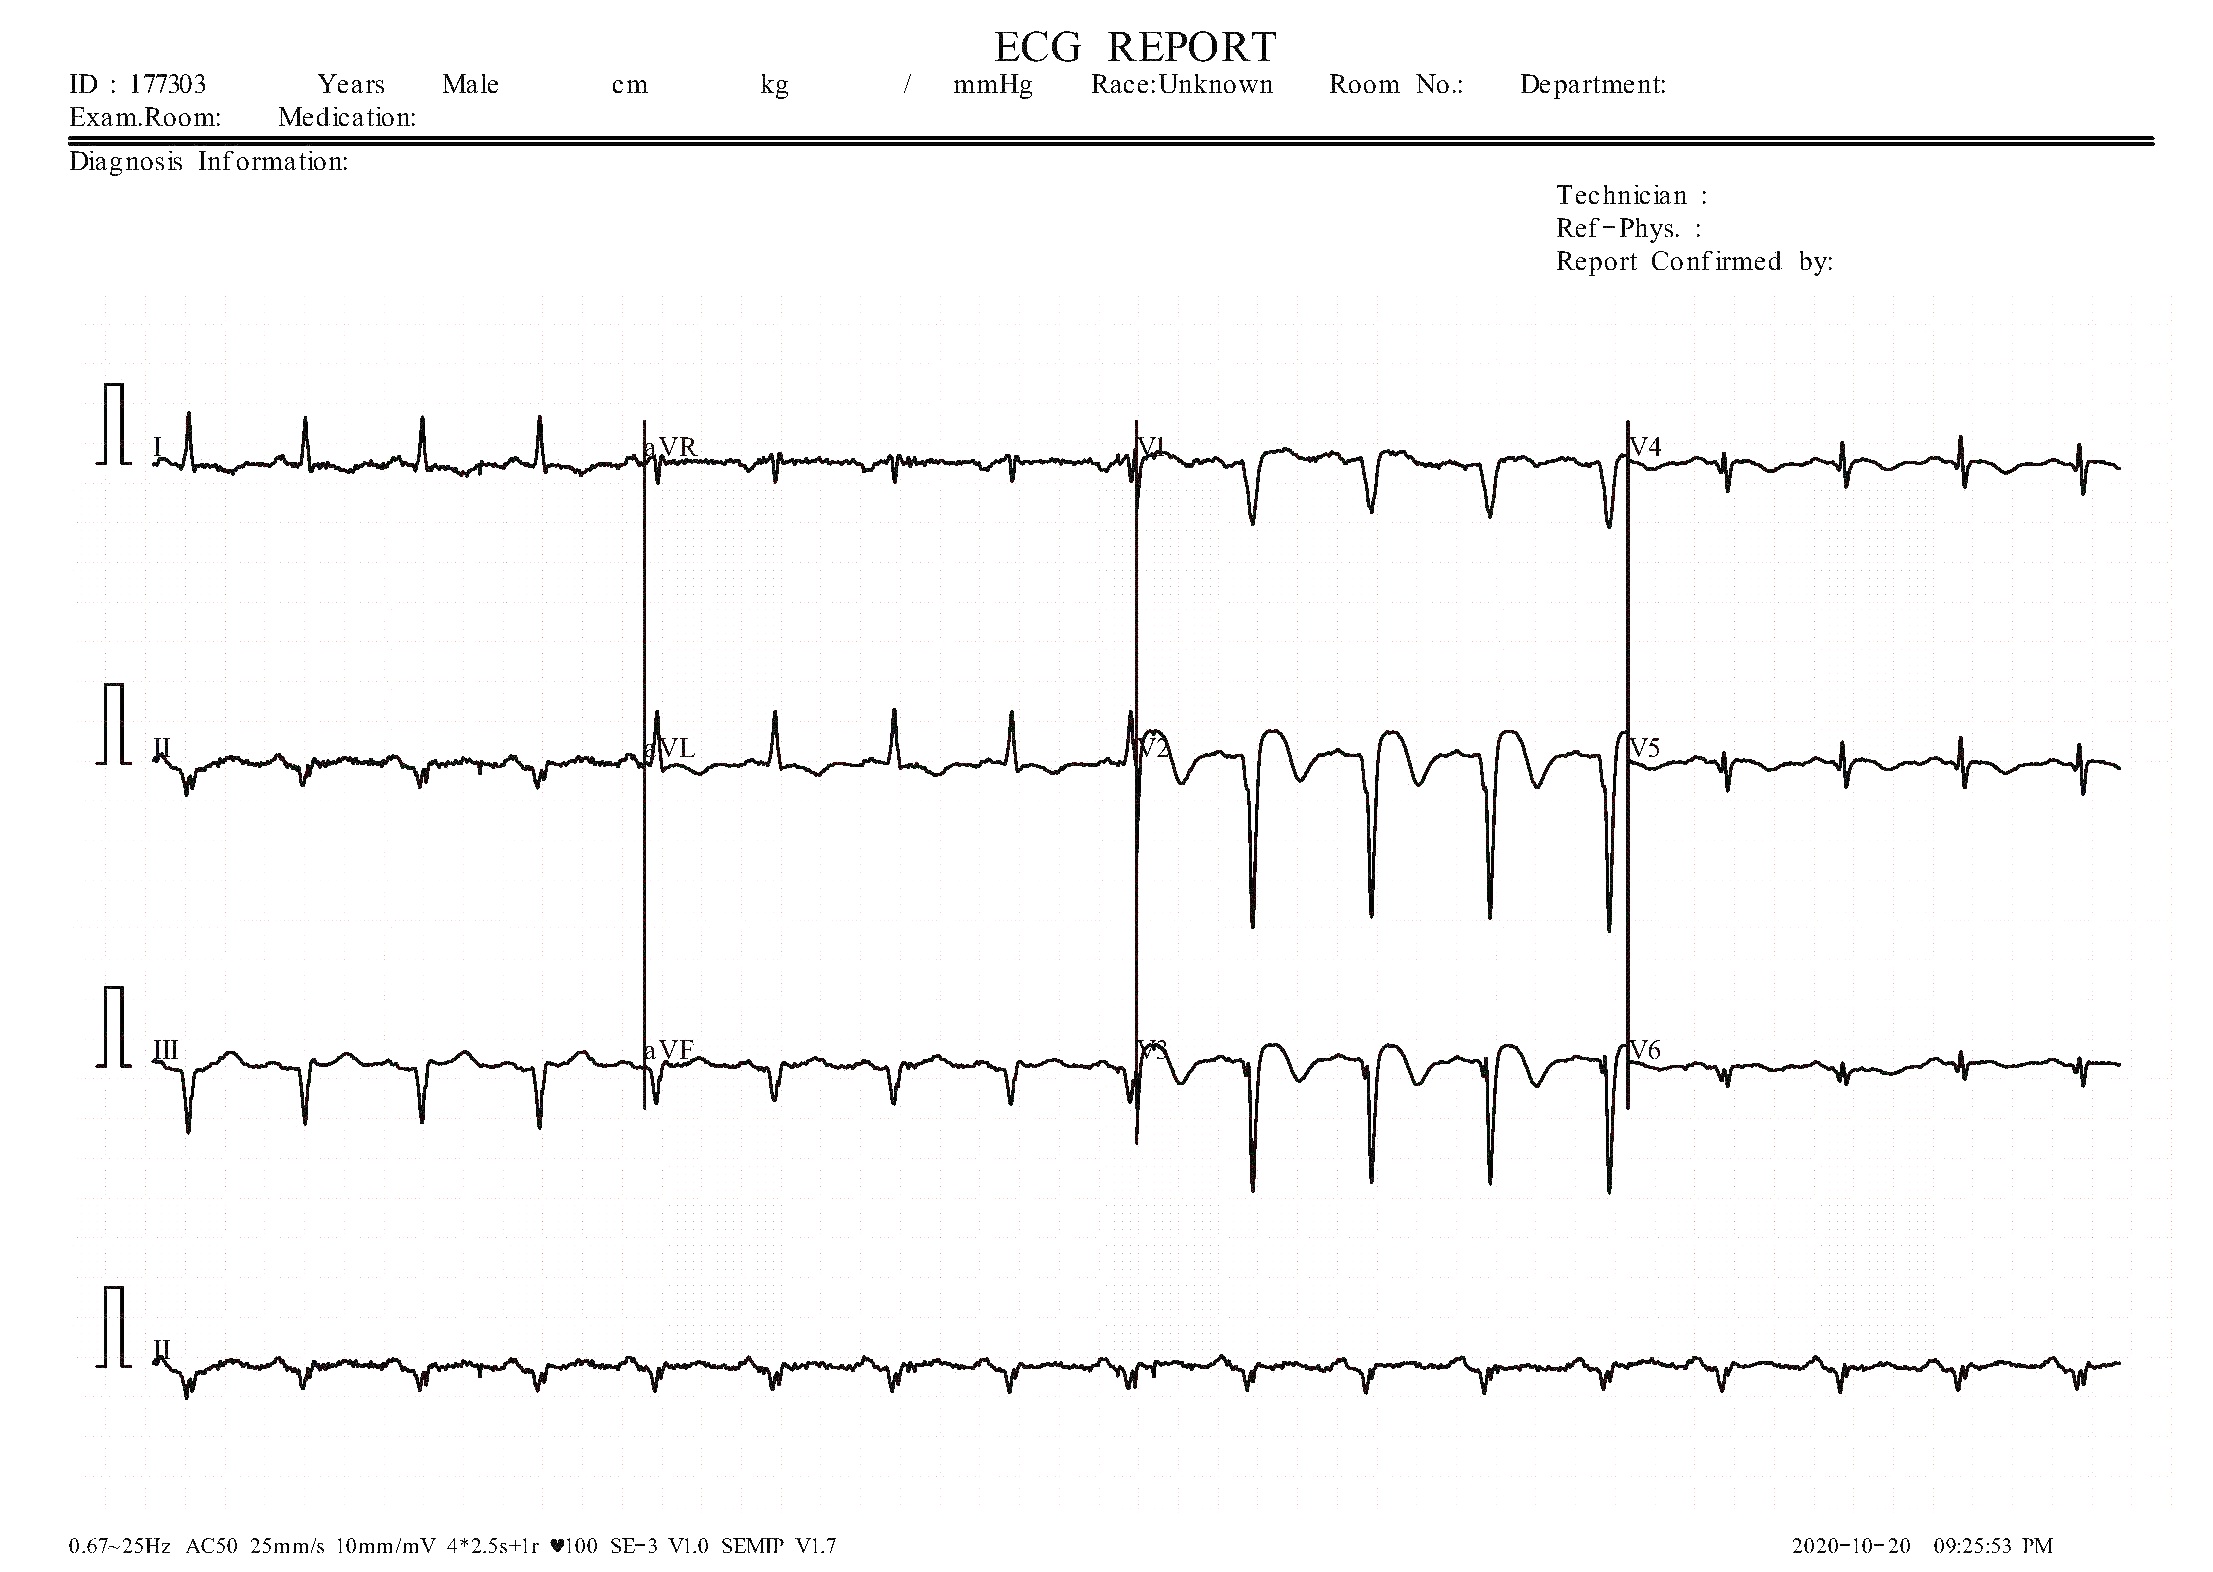 ECG REPORT
ID : 177303 Years Male cm kg / mmHg Race:Unknown Room No.: Department:
Exam.Room: Medication:
Diagnosis Information:
Technician :
Ref-Phys. :
Report Confirmed by:
I aVR V1 V4
II aVL V2 V5
III aVF V3 V6
II
0.67~25Hz AC50 25mm/s 10mm/mV 4*2.5s+1r ♥100 SE-3 V1.0 SEMIP V1.7 2020-10-20 09:25:53 PM